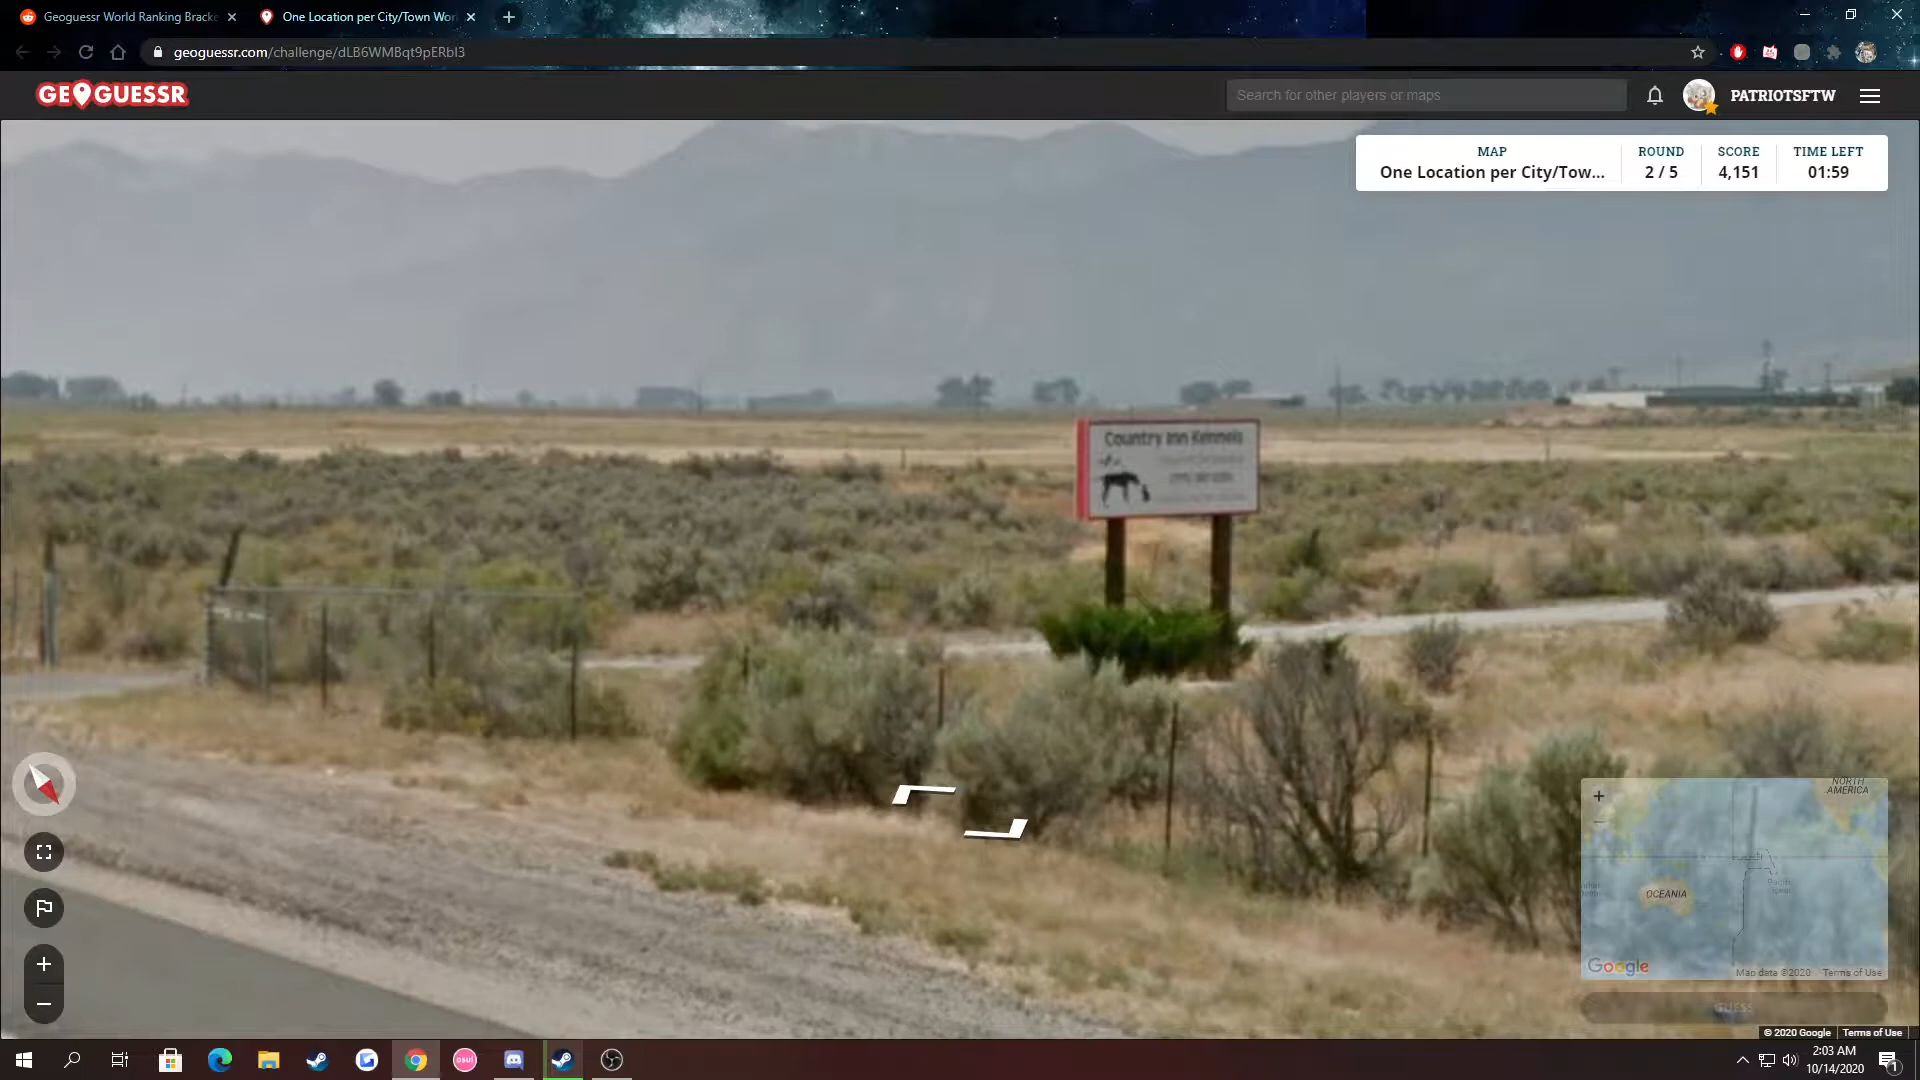 Geoguessr World Ranking Bracke
One Location per City/Town Wor
geoguessr.com/challenge/dLB6WMBqt9pERbI3
GEOGUESSR
Search for other players or maps
PATRIOTSFTW
MAP
ROUND
SCORE
TIME LEFT
One Location per City/Tow...
2 / 5
4,151
01:59
Country Inn Kennels
NORTH
AMERICA
OCEANIA
Google
Map data ©2020
Terms of Use
GUESS
© 2020 Google
Terms of Use
osu!
2:03 AM
10/14/2020
1